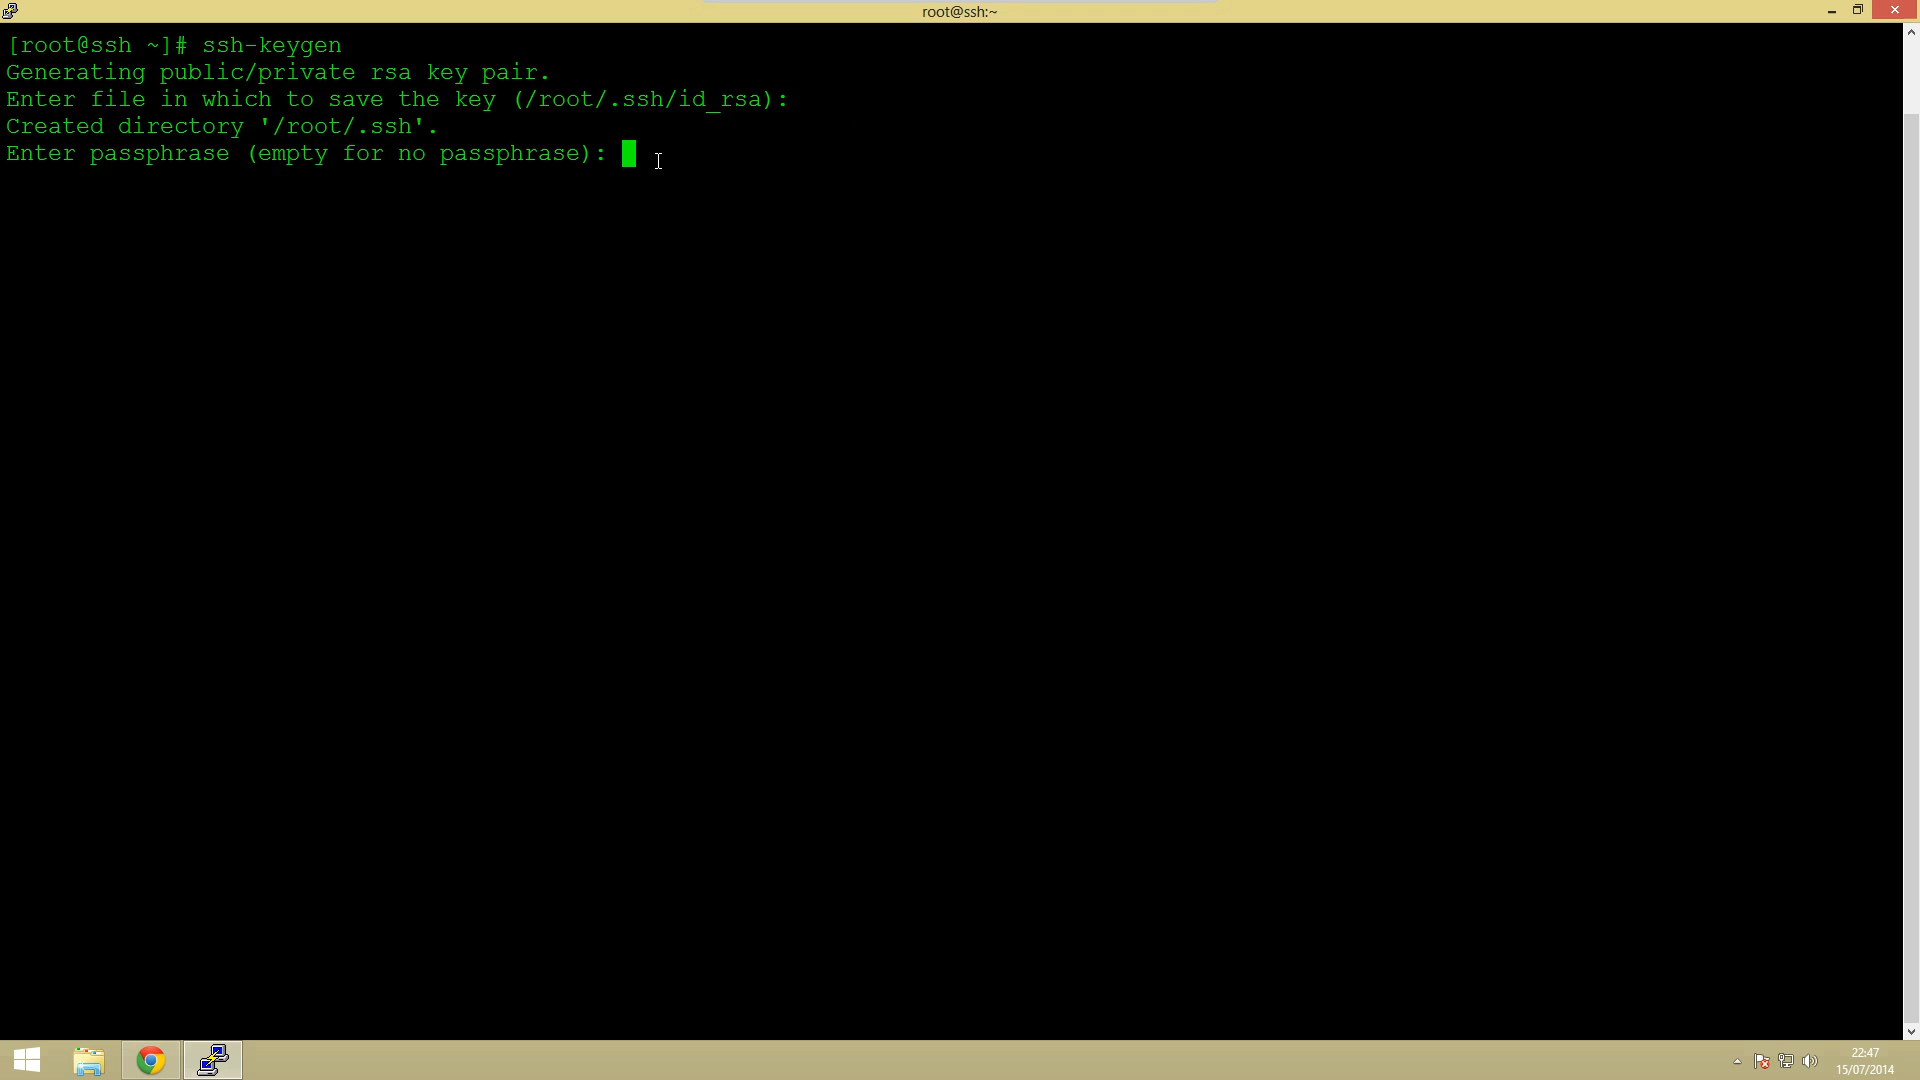 root@ssh:~
[root@ssh ~]# ssh-keygen
Generating public/private rsa key pair.
Enter file in which to save the key (/root/.ssh/id_rsa):
Created directory '/root/.ssh'.
Enter passphrase (empty for no passphrase):
22:47
15/07/2014